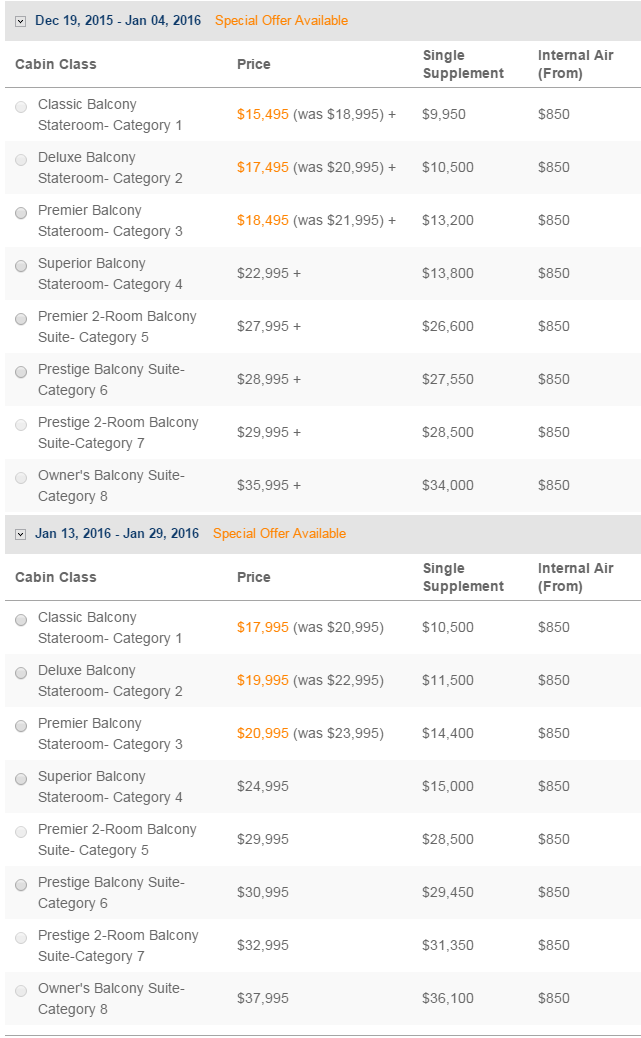 Dec 19, 2015 - Jan 04, 2016 Special Offer Available
Cabin Class Price Single Supplement Internal Air (From)
Classic Balcony
Stateroom- Category 1 $15,495 (was $18,995) + $9,950 $850
Deluxe Balcony
Stateroom- Category 2 $17,495 (was $20,995) + $10,500 $850
Premier Balcony
Stateroom- Category 3 $18,495 (was $21,995) + $13,200 $850
Superior Balcony
Stateroom- Category 4 $22,995 + $13,800 $850
Premier 2-Room Balcony
Suite- Category 5 $27,995 + $26,600 $850
Prestige Balcony Suite-
Category 6 $28,995 + $27,550 $850
Prestige 2-Room Balcony
Suite-Category 7 $29,995 + $28,500 $850
Owner's Balcony Suite-
Category 8 $35,995 + $34,000 $850
Jan 13, 2016 - Jan 29, 2016 Special Offer Available
Cabin Class Price Single Supplement Internal Air (From)
Classic Balcony
Stateroom- Category 1 $17,995 (was $20,995) $10,500 $850
Deluxe Balcony
Stateroom- Category 2 $19,995 (was $22,995) $11,500 $850
Premier Balcony
Stateroom- Category 3 $20,995 (was $23,995) $14,400 $850
Superior Balcony
Stateroom- Category 4 $24,995 $15,000 $850
Premier 2-Room Balcony
Suite- Category 5 $29,995 $28,500 $850
Prestige Balcony Suite-
Category 6 $30,995 $29,450 $850
Prestige 2-Room Balcony
Suite-Category 7 $32,995 $31,350 $850
Owner's Balcony Suite-
Category 8 $37,995 $36,100 $850